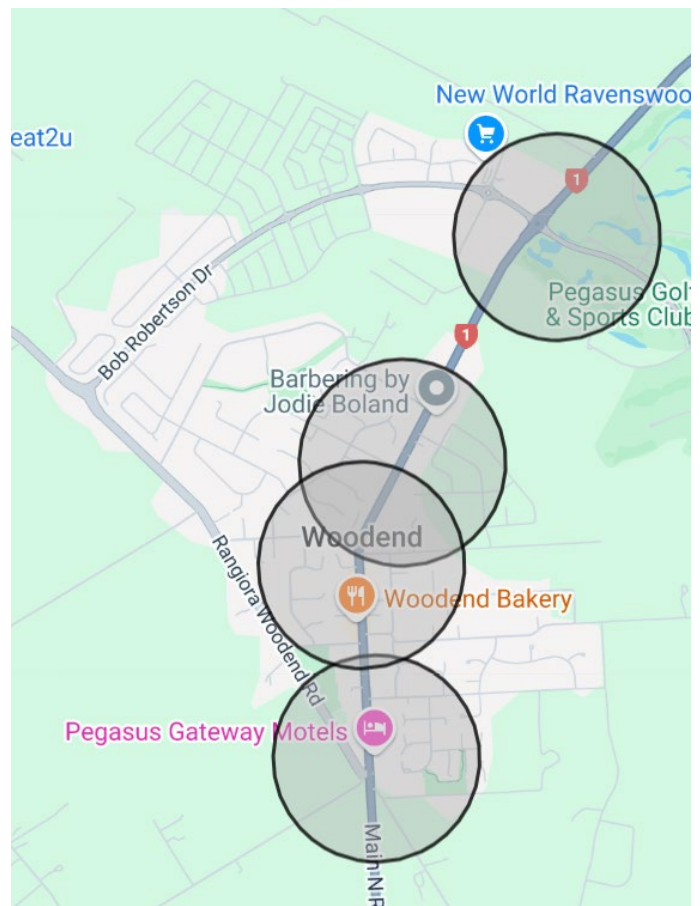 New World Ravenswoo
eat2u
1
Bob Robertson Dr
Pegasus Golf
& Sports Club
1
Barbering by
Jodie Boland
Woodend
Rangiora Woodend Rd
Woodend Bakery
Pegasus Gateway Motels
Main N R